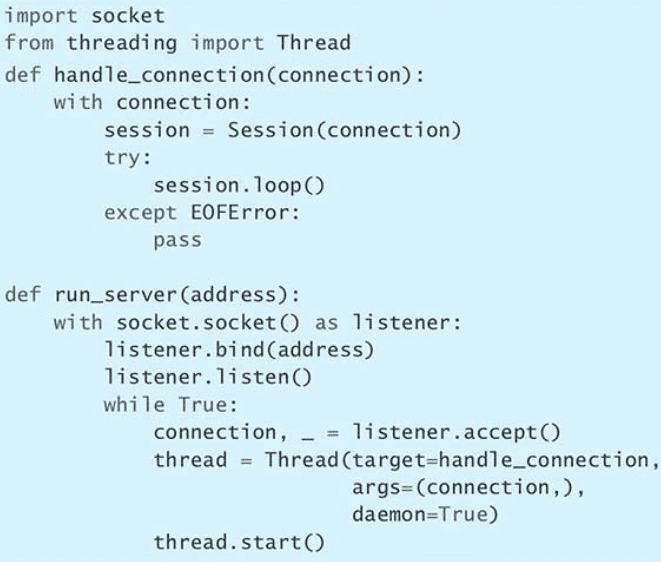 import socket
from threading import Thread
def handle_connection(connection):
    with connection:
        session = Session(connection)
        try:
            session.loop()
        except EOFError:
            pass

def run_server(address):
    with socket.socket() as listener:
        listener.bind(address)
        listener.listen()
        while True:
            connection, _ = listener.accept()
            thread = Thread(target=handle_connection,
                            args=(connection,),
                            daemon=True)
            thread.start()